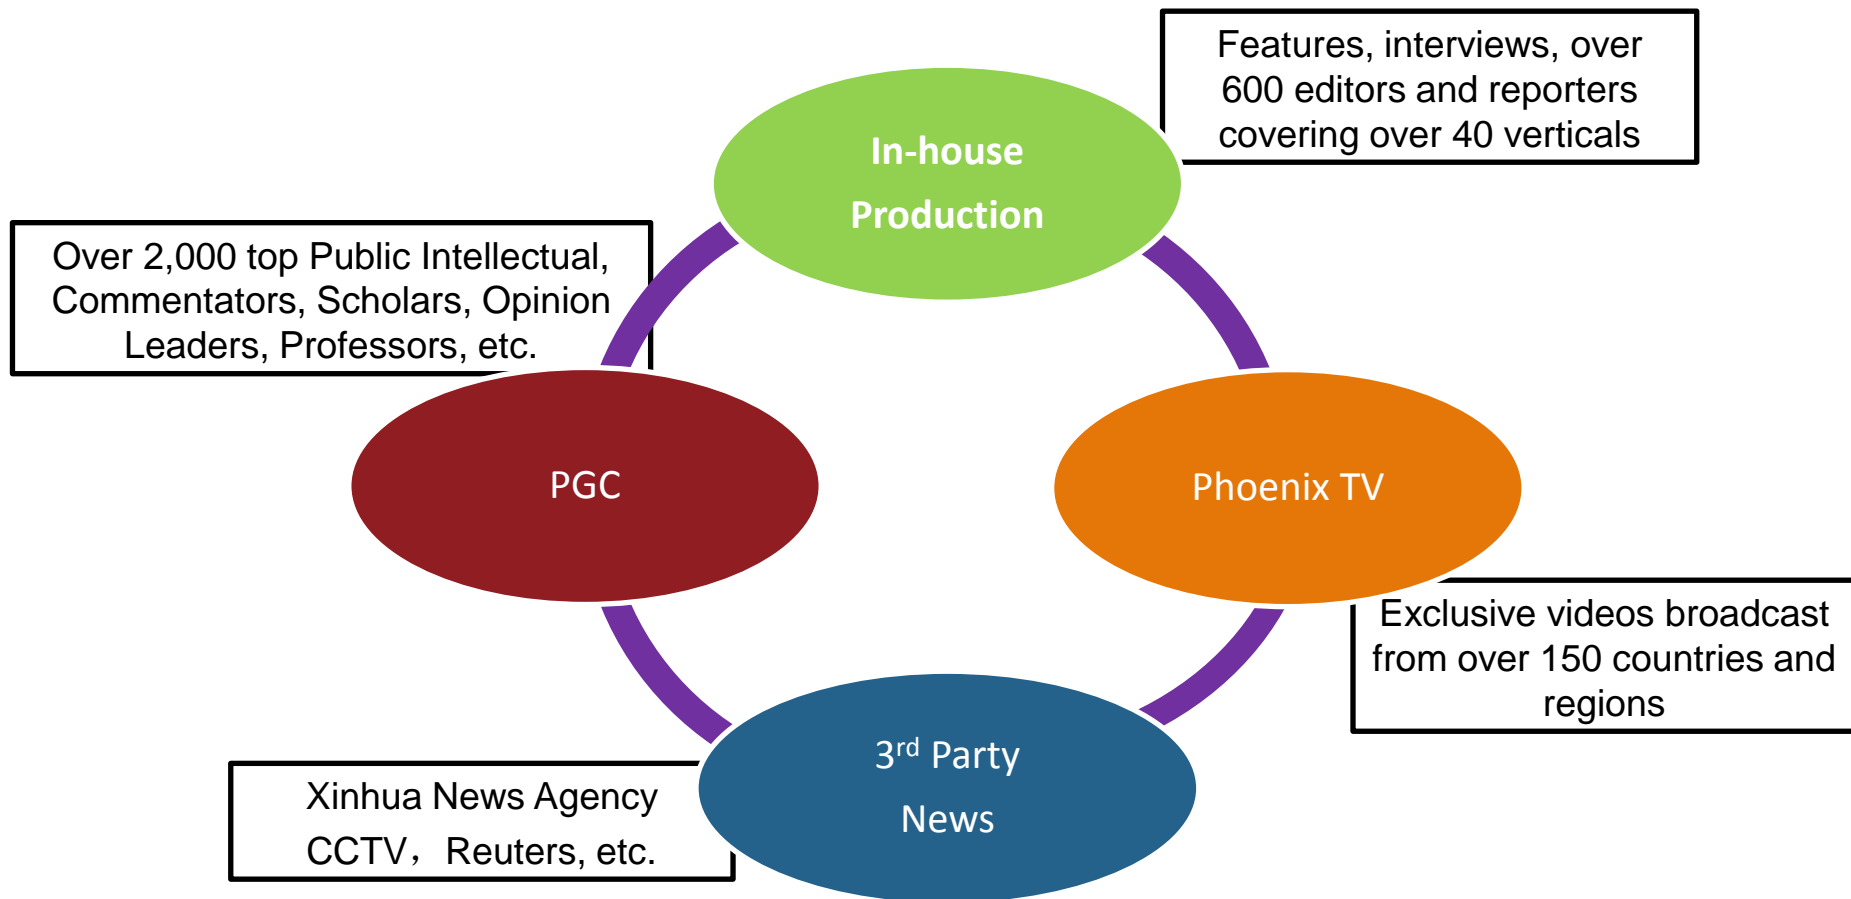 Features, interviews, over
600 editors and reporters
covering over 40 verticals
In-house
Production
Over 2,000 top Public Intellectual,
Commentators, Scholars, Opinion
Leaders, Professors, etc.
PGC
Phoenix TV
Exclusive videos broadcast
from over 150 countries and
regions
3rd Party
News
Xinhua News Agency
CCTV，Reuters, etc.